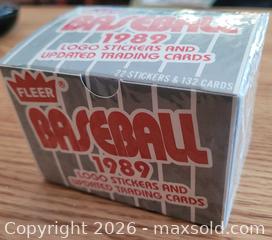 BASEBALL
1989
LOGO STICKERS AND
UPDATED TRADING CARDS
22 STICKERS & 132 CARDS
FLEER
BASEBALL
1989
LOGO STICKERS AND
UPDATED TRADING CARDS
Copyright 2026 - MaxSold.com